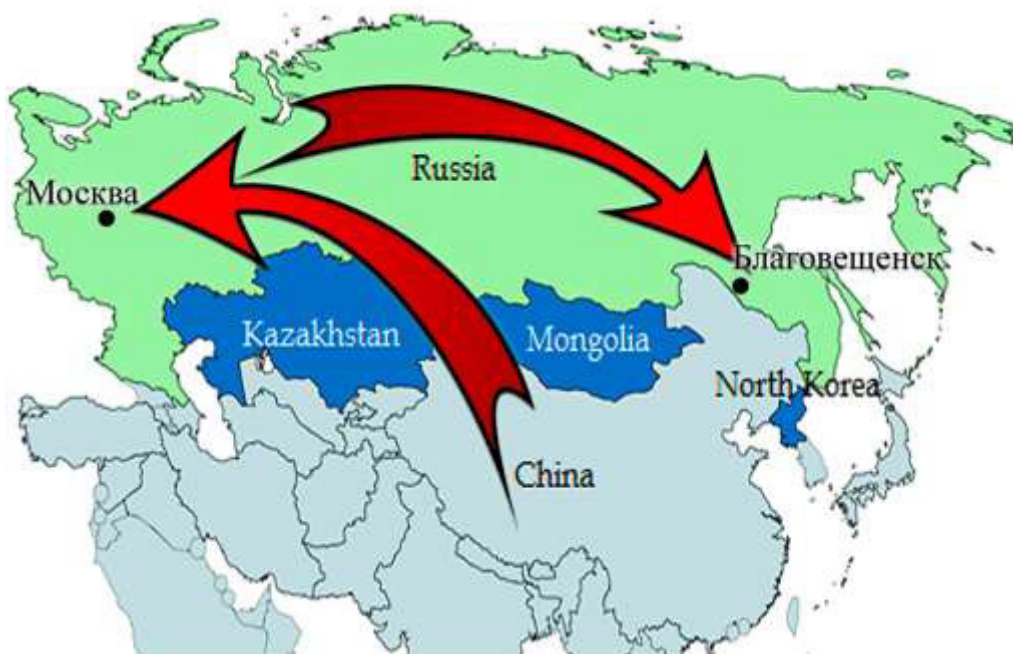 Russia
Москва
Благовещенск.
Kazakhstan
Mongolia
North Korea
China